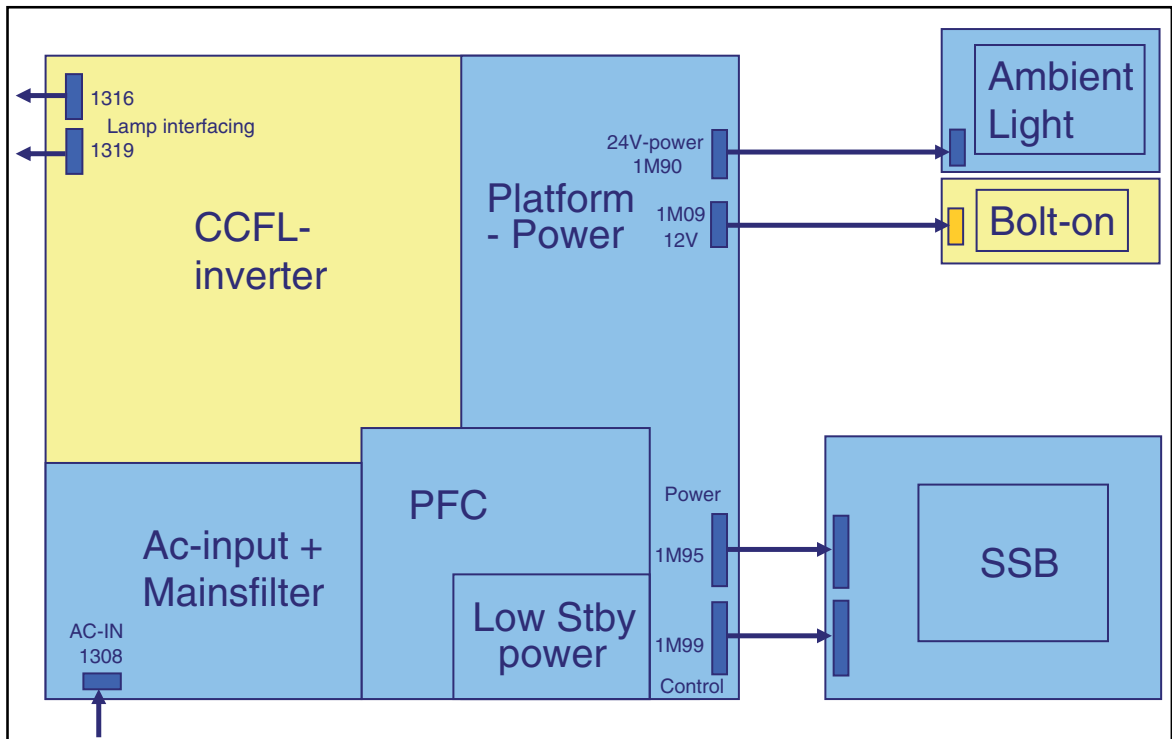 1316
Lamp interfacing
1319
CCFL-
inverter
24V-power
1M90
Platform
- Power
1M09
12V
Ambient
Light
Bolt-on
Ac-input +
Mainsfilter
AC-IN
1308
PFC
Low Stby
power
Power
1M95
1M99
Control
SSB